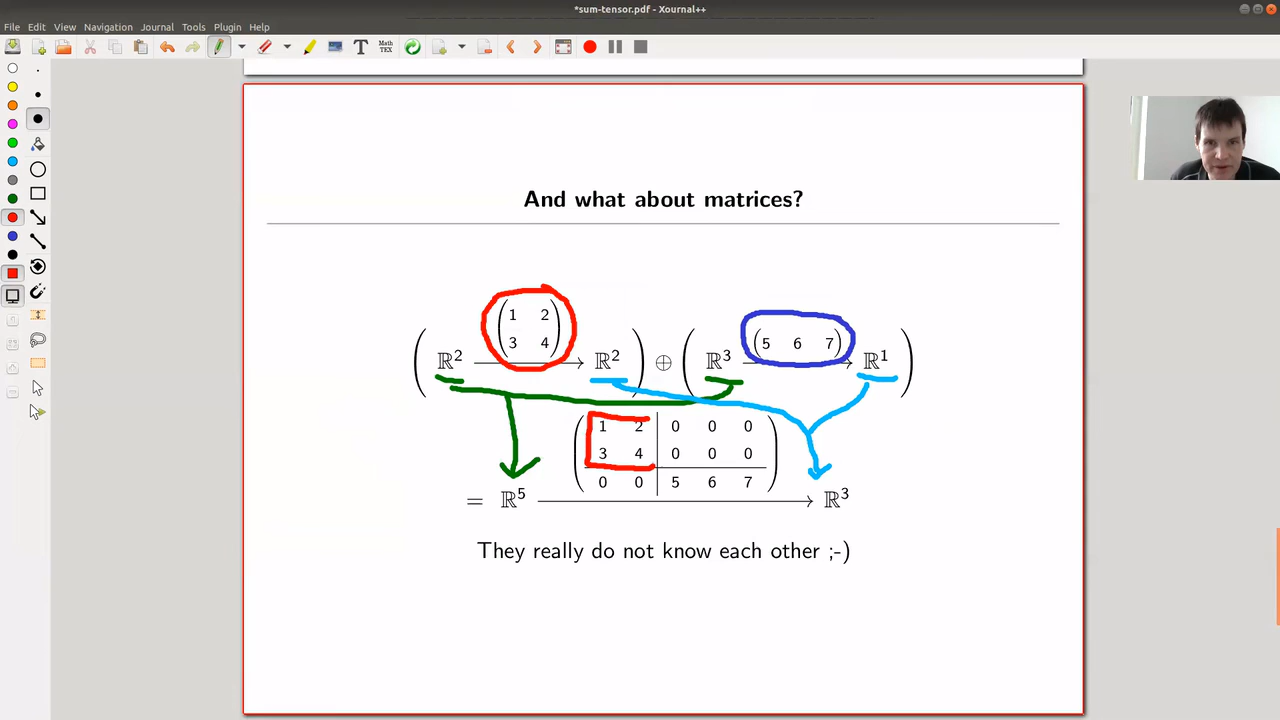 *sum-tensor.pdf - Xournal++
File Edit View Navigation Journal Tools Plugin Help
T Math TEX
And what about matrices?
( ℝ² (1 2 / 3 4) → ℝ² ) ⊕ ( ℝ³ (5 6 7) → ℝ¹ )
1 2 | 0 0 0
3 4 | 0 0 0
0 0 | 5 6 7
= ℝ⁵ → ℝ³
They really do not know each other ;-)